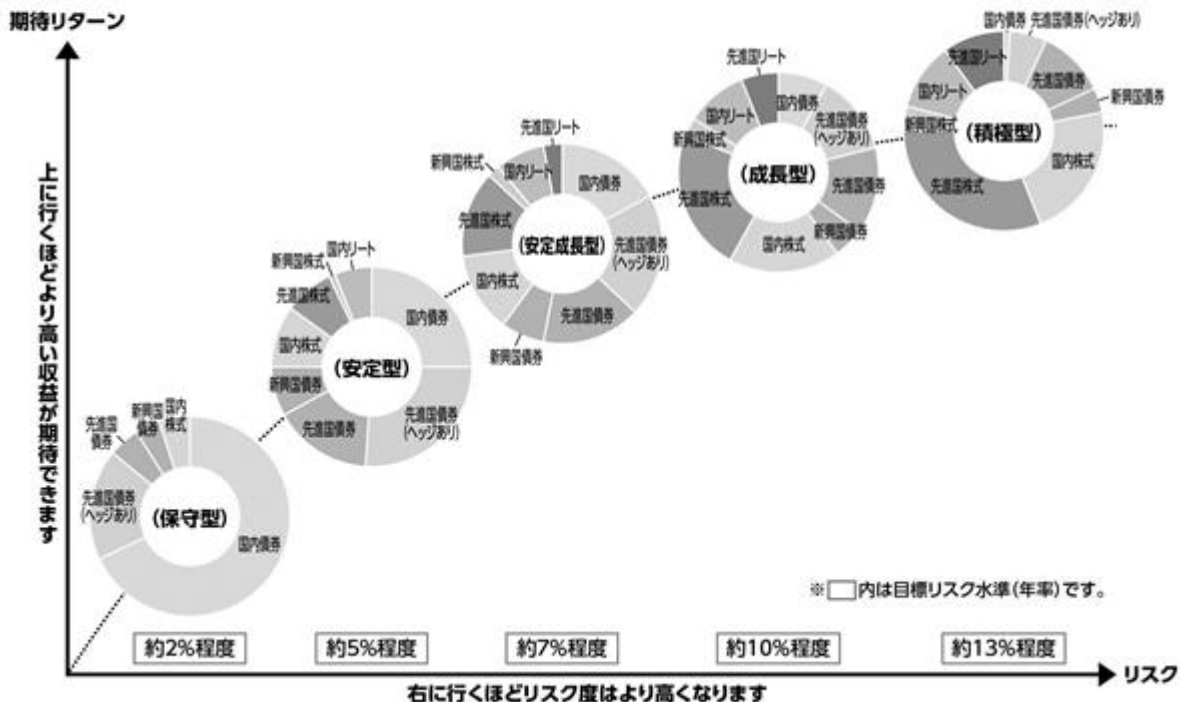 期待リターン
上に行くほどより高い収益が期待できます
国内債券
先進国債券
(ヘッジあり)
先進国
債券
新興国
債券
国内
株式
(保守型)
国内債券
先進国債券
(ヘッジあり)
先進国債券
新興国債券
国内株式
先進国株式
新興国株式
国内リート
(安定型)
国内債券
先進国債券
(ヘッジあり)
先進国債券
新興国債券
国内株式
先進国株式
新興国株式
国内リート
先進国リート
(安定成長型)
国内債券
先進国債券
(ヘッジあり)
先進国債券
新興国債券
国内株式
先進国株式
新興国株式
国内リート
先進国リート
(成長型)
国内債券
先進国債券(ヘッジあり)
先進国債券
新興国債券
国内株式
先進国株式
新興国株式
国内リート
先進国リート
(積極型)
※ 内は目標リスク水準(年率)です。
約2%程度
約5%程度
約7%程度
約10%程度
約13%程度
リスク
右に行くほどリスク度はより高くなります